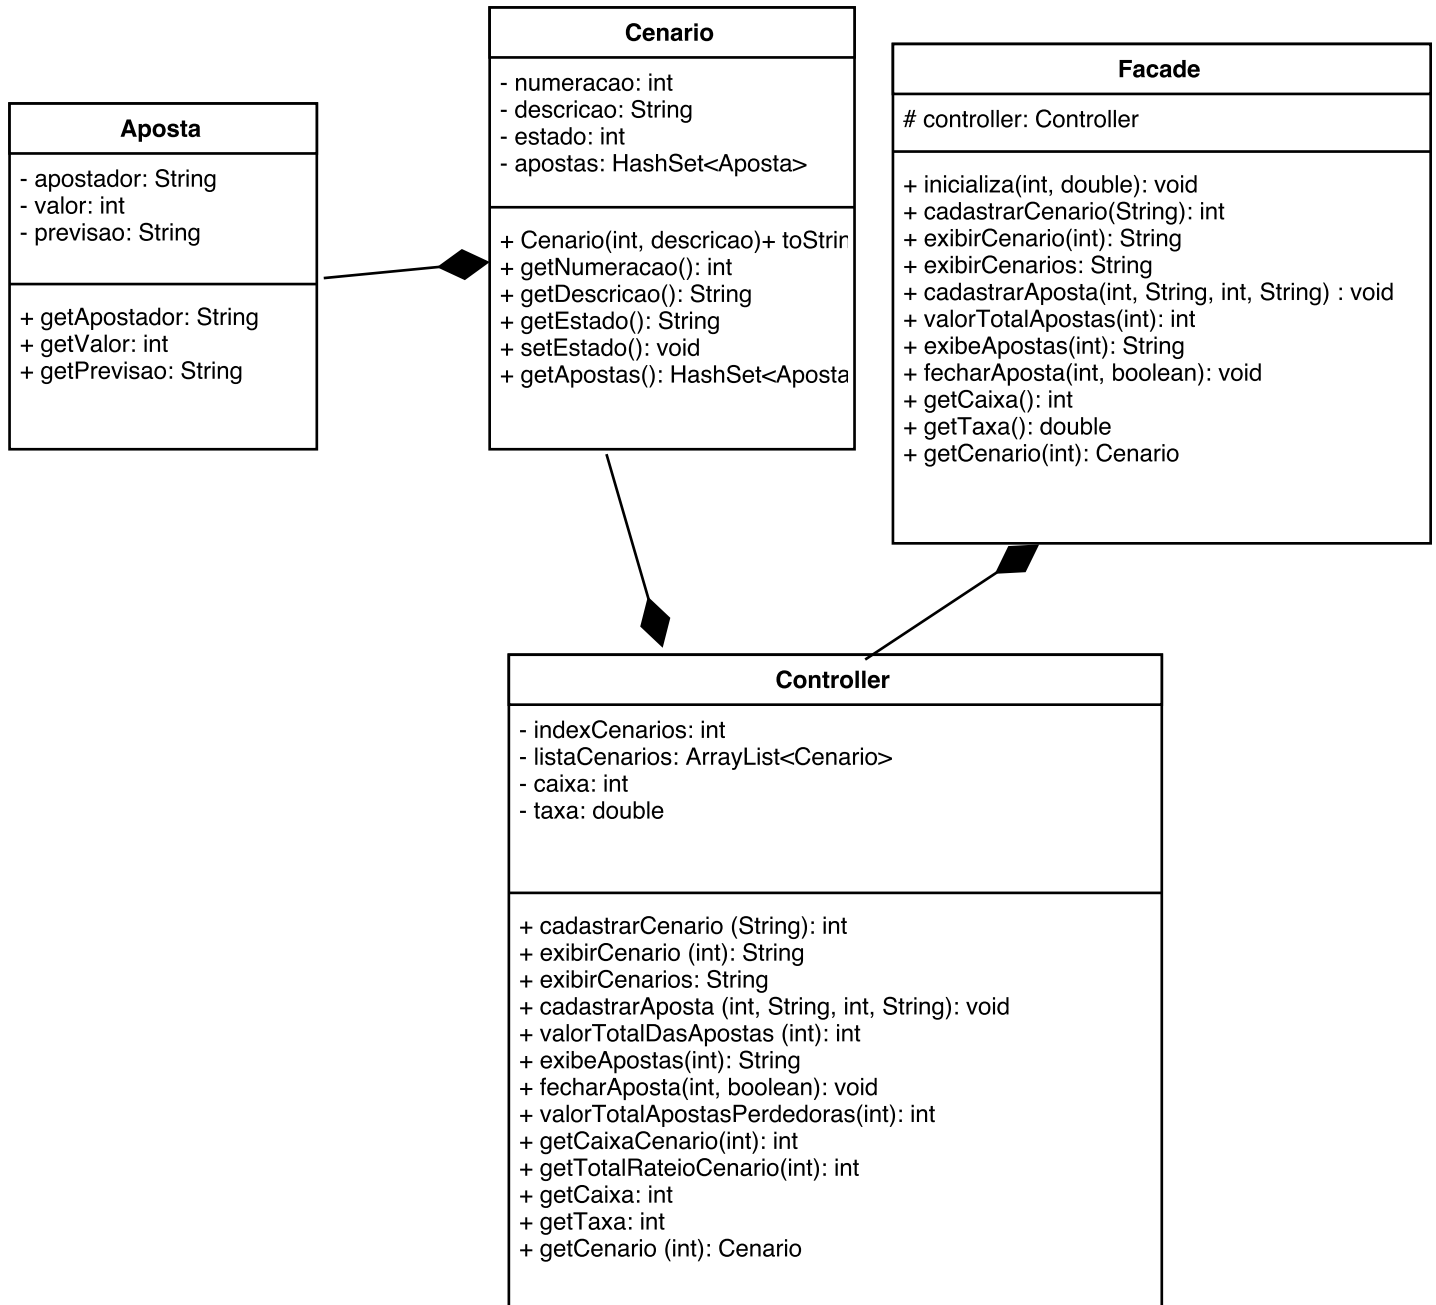 Aposta
- apostador: String
- valor: int
- previsao: String
+ getApostador: String
+ getValor: int
+ getPrevisao: String
Cenario
- numeracao: int
- descricao: String
- estado: int
- apostas: HashSet<Aposta>
+ Cenario(int, descricao)+ toStrin
+ getNumeracao(): int
+ getDescricao(): String
+ getEstado(): String
+ setEstado(): void
+ getApostas(): HashSet<Aposta
Facade
# controller: Controller
+ inicializa(int, double): void
+ cadastrarCenario(String): int
+ exibirCenario(int): String
+ exibirCenarios: String
+ cadastrarAposta(int, String, int, String) : void
+ valorTotalApostas(int): int
+ exibeApostas(int): String
+ fecharAposta(int, boolean): void
+ getCaixa(): int
+ getTaxa(): double
+ getCenario(int): Cenario
Controller
- indexCenarios: int
- listaCenarios: ArrayList<Cenario>
- caixa: int
- taxa: double
+ cadastrarCenario (String): int
+ exibirCenario (int): String
+ exibirCenarios: String
+ cadastrarAposta (int, String, int, String): void
+ valorTotalDasApostas (int): int
+ exibeApostas(int): String
+ fecharAposta(int, boolean): void
+ valorTotalApostasPerdedoras(int): int
+ getCaixaCenario(int): int
+ getTotalRateioCenario(int): int
+ getCaixa: int
+ getTaxa: int
+ getCenario (int): Cenario